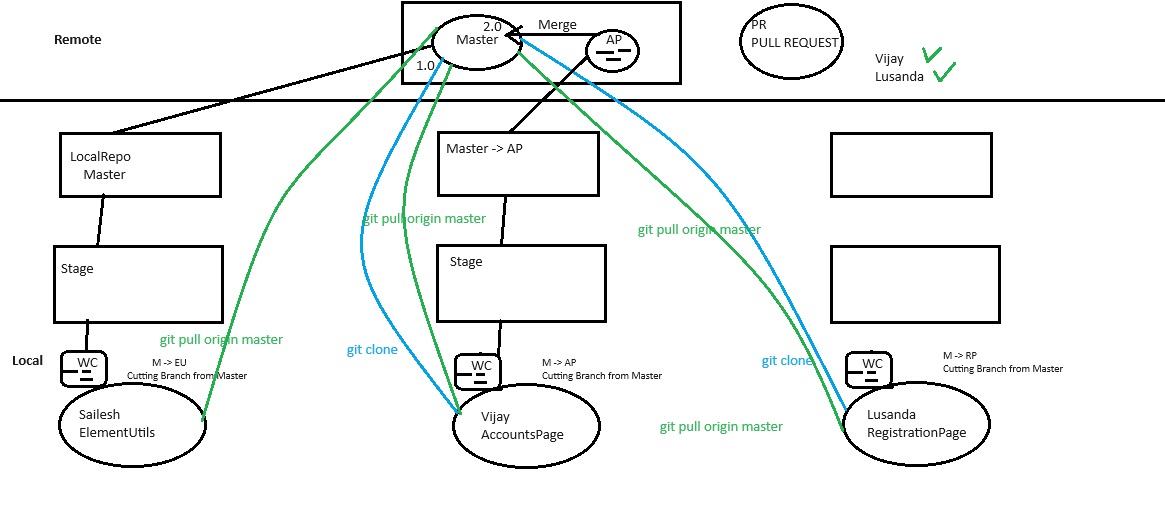 Remote
2.0
Merge
Master
AP
1.0
PR
PULL REQUEST
Vijay
Lusanda
LocalRepo
Master
Master -> AP
git pull origin master
git pull origin master
Stage
Stage
git pull origin master
git clone
git clone
Local
WC
M -> EU
Cutting Branch from Master
WC
M -> AP
Cutting Branch from Master
WC
M -> RP
Cutting Branch from Master
Sailesh
ElementUtils
Vijay
AccountsPage
git pull origin master
Lusanda
RegistrationPage